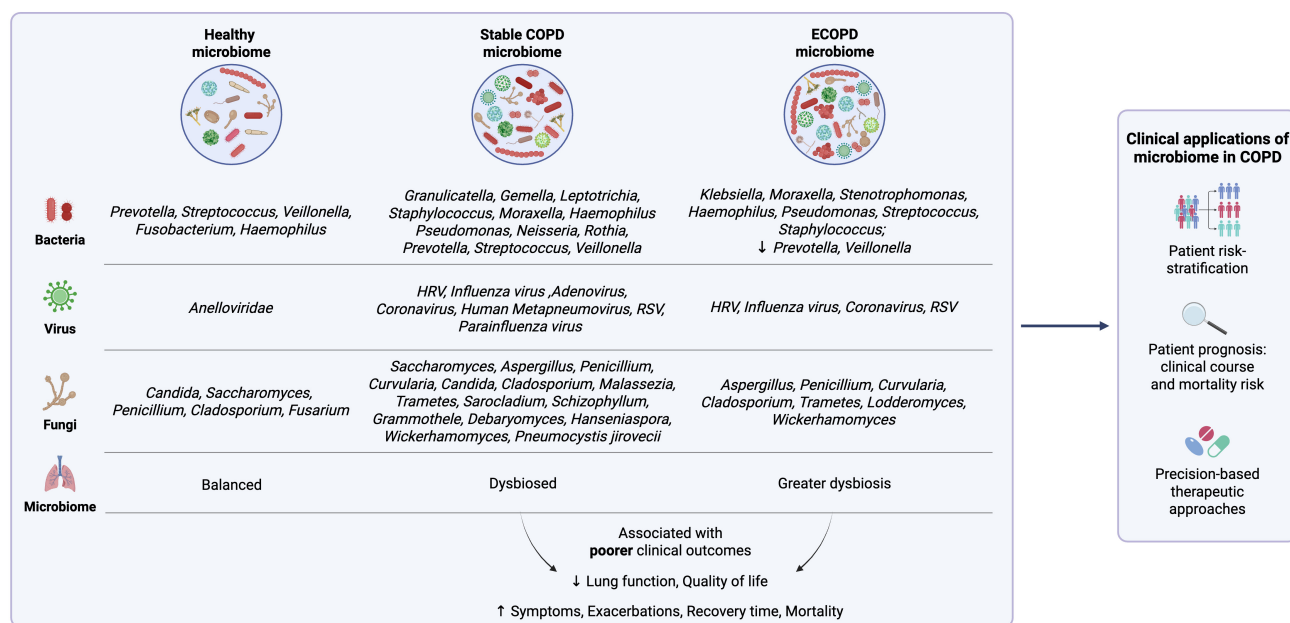 Healthy
microbiome
Stable COPD
microbiome
ECOPD
microbiome
Bacteria
Prevotella, Streptococcus, Veillonella,
Fusobacterium, Haemophilus
Granulicatella, Gemella, Leptotrichia,
Staphylococcus, Moraxella, Haemophilus
Pseudomonas, Neisseria, Rothia,
Prevotella, Streptococcus, Veillonella
Klebsiella, Moraxella, Stenotrophomonas,
Haemophilus, Pseudomonas, Streptococcus,
Staphylococcus;
↓ Prevotella, Veillonella
Virus
Anelloviridae
HRV, Influenza virus ,Adenovirus,
Coronavirus, Human Metapneumovirus, RSV,
Parainfluenza virus
HRV, Influenza virus, Coronavirus, RSV
Fungi
Candida, Saccharomyces,
Penicillium, Cladosporium, Fusarium
Saccharomyces, Aspergillus, Penicillium,
Curvularia, Candida, Cladosporium, Malassezia,
Trametes, Sarocladium, Schizophyllum,
Grammothele, Debaryomyces, Hanseniaspora,
Wickerhamomyces, Pneumocystis jirovecii
Aspergillus, Penicillium, Curvularia,
Cladosporium, Trametes, Lodderomyces,
Wickerhamomyces
Microbiome
Balanced
Dysbiosed
Greater dysbiosis
Associated with
poorer clinical outcomes
↓ Lung function, Quality of life
↑ Symptoms, Exacerbations, Recovery time, Mortality
Clinical applications of
microbiome in COPD
Patient risk-
stratification
Patient prognosis:
clinical course
and mortality risk
Precision-based
therapeutic
approaches